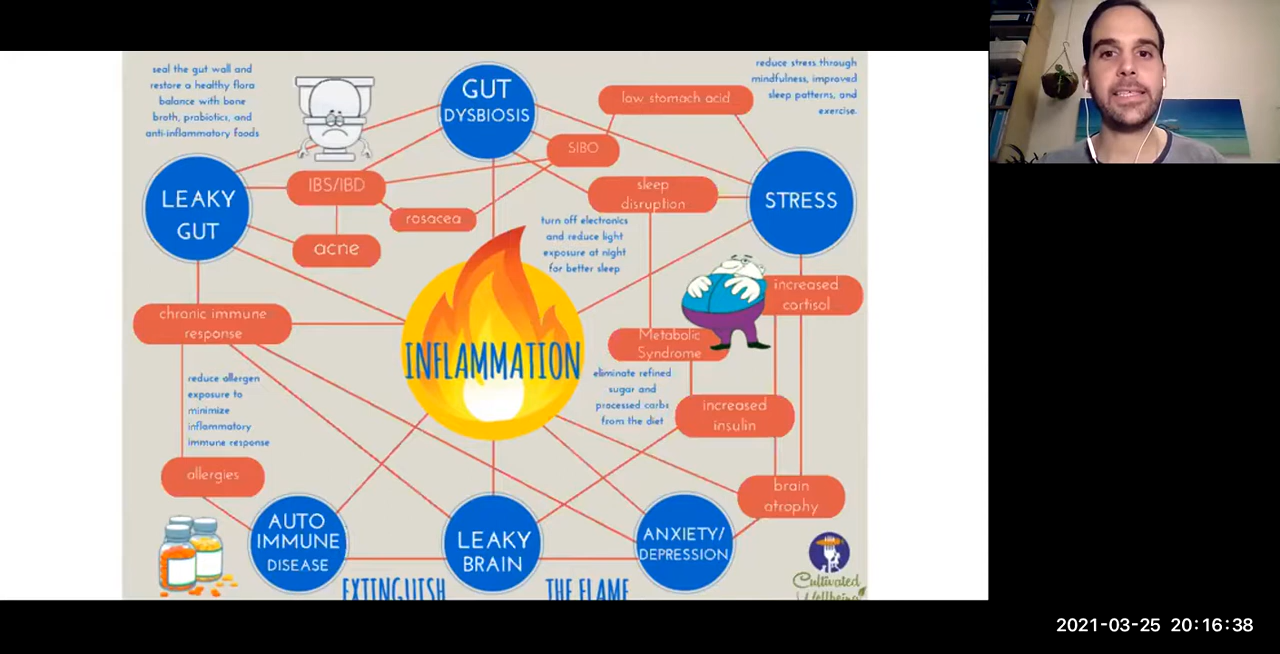 seal the gut wall and
restore a healthy flora
balance with bone
broth, probiotics, and
anti-inflammatory foods
GUT
DYSBIOSIS
low stomach acid
reduce stress through
mindfulness, improved
sleep patterns, and
exercise.
SIBO
LEAKY
GUT
IBS/IBD
rosacea
acne
sleep
disruption
STRESS
turn off electronics
and reduce light
exposure at night
for better sleep
increased
cortisol
chronic immune
response
INFLAMMATION
Metabolic
Syndrome
eliminate refined
sugar and
processed carbs
from the diet
increased
insulin
reduce allergen
exposure to
minimize
inflammatory
immune response
allergies
brain
atrophy
AUTO
IMMUNE
DISEASE
LEAKY
BRAIN
ANXIETY/
DEPRESSION
EXTINGUISH THE FLAME
Cultivated
Wellbeing
2021-03-25 20:16:38